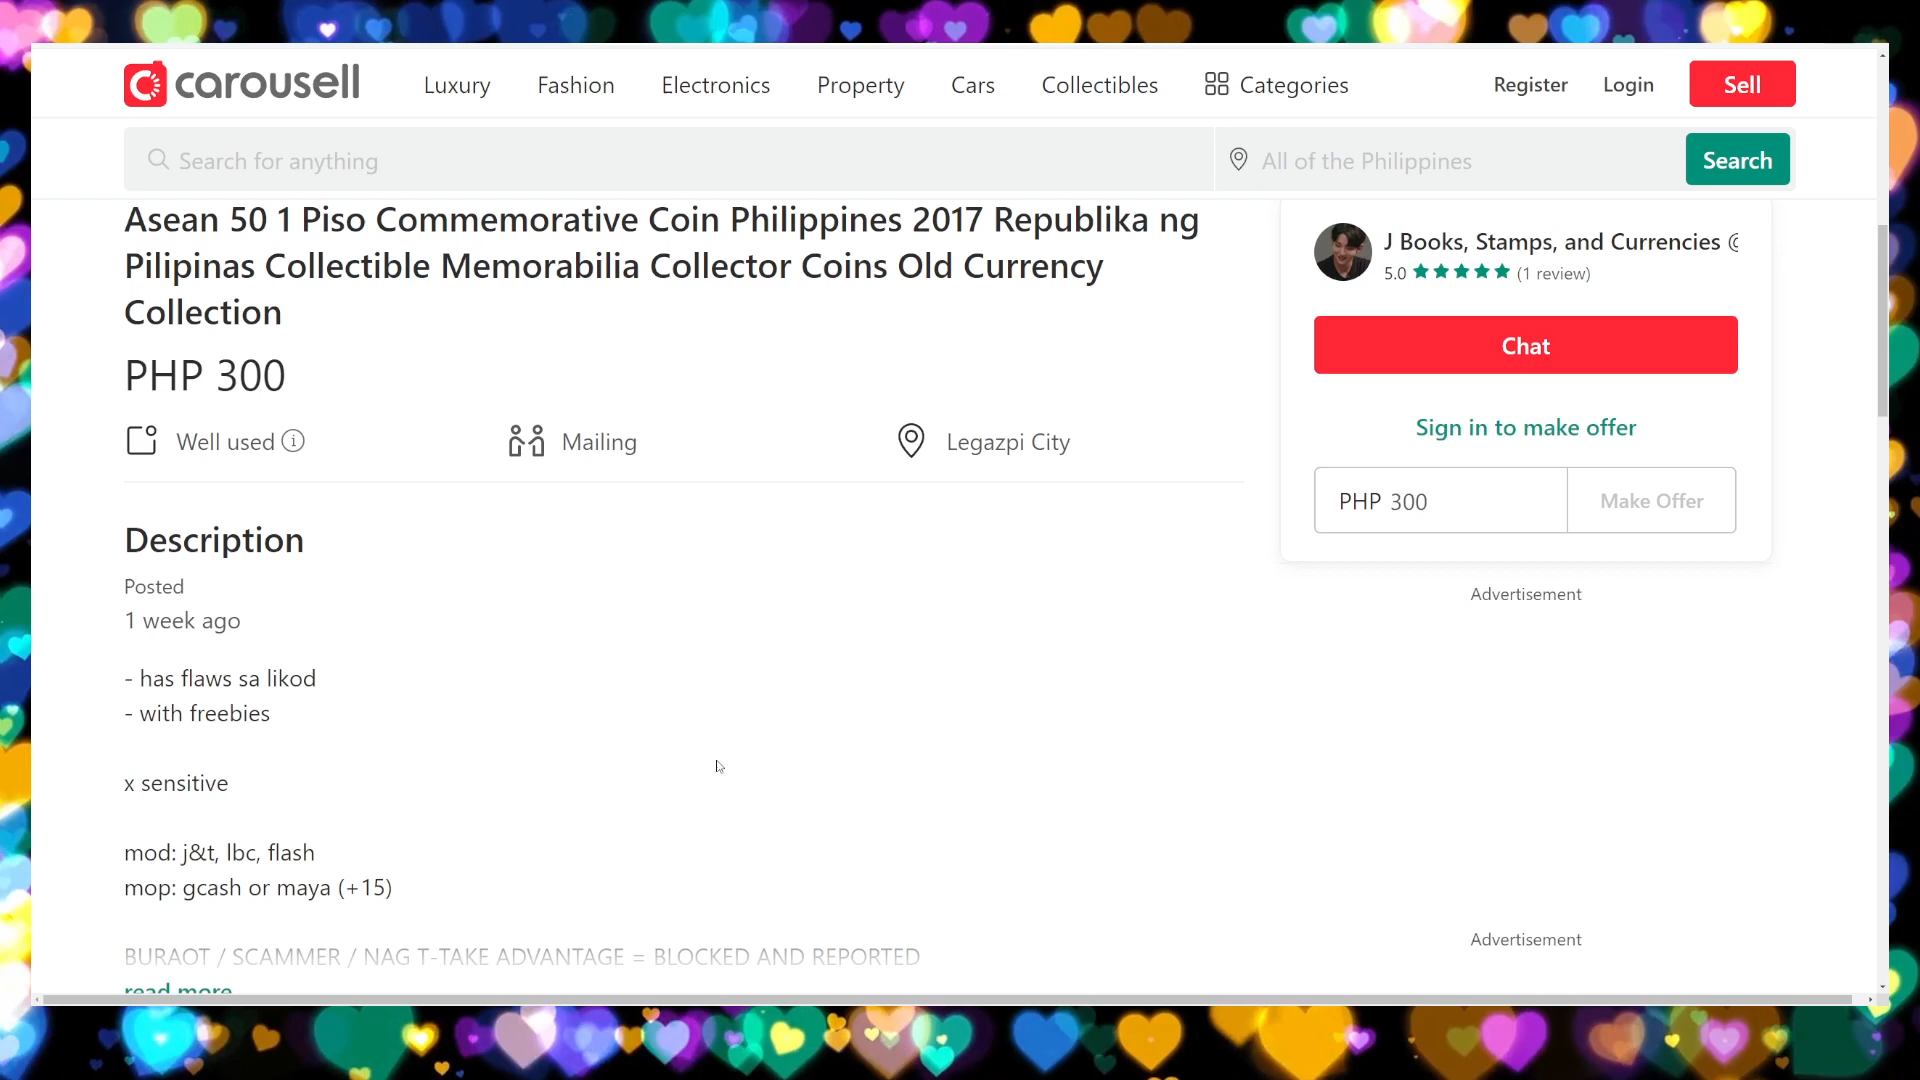 carousell
Luxury Fashion Electronics Property Cars Collectibles Categories Register Login Sell
Search for anything All of the Philippines Search
Asean 50 1 Piso Commemorative Coin Philippines 2017 Republika ng
Pilipinas Collectible Memorabilia Collector Coins Old Currency
Collection
PHP 300
Well used Mailing Legazpi City
J Books, Stamps, and Currencies
5.0 (1 review)
Chat
Sign in to make offer
PHP 300 Make Offer
Advertisement
Description
Posted
1 week ago
- has flaws sa likod
- with freebies
x sensitive
mod: j&t, lbc, flash
mop: gcash or maya (+15)
BURAOT / SCAMMER / NAG T-TAKE ADVANTAGE = BLOCKED AND REPORTED
read more
Advertisement